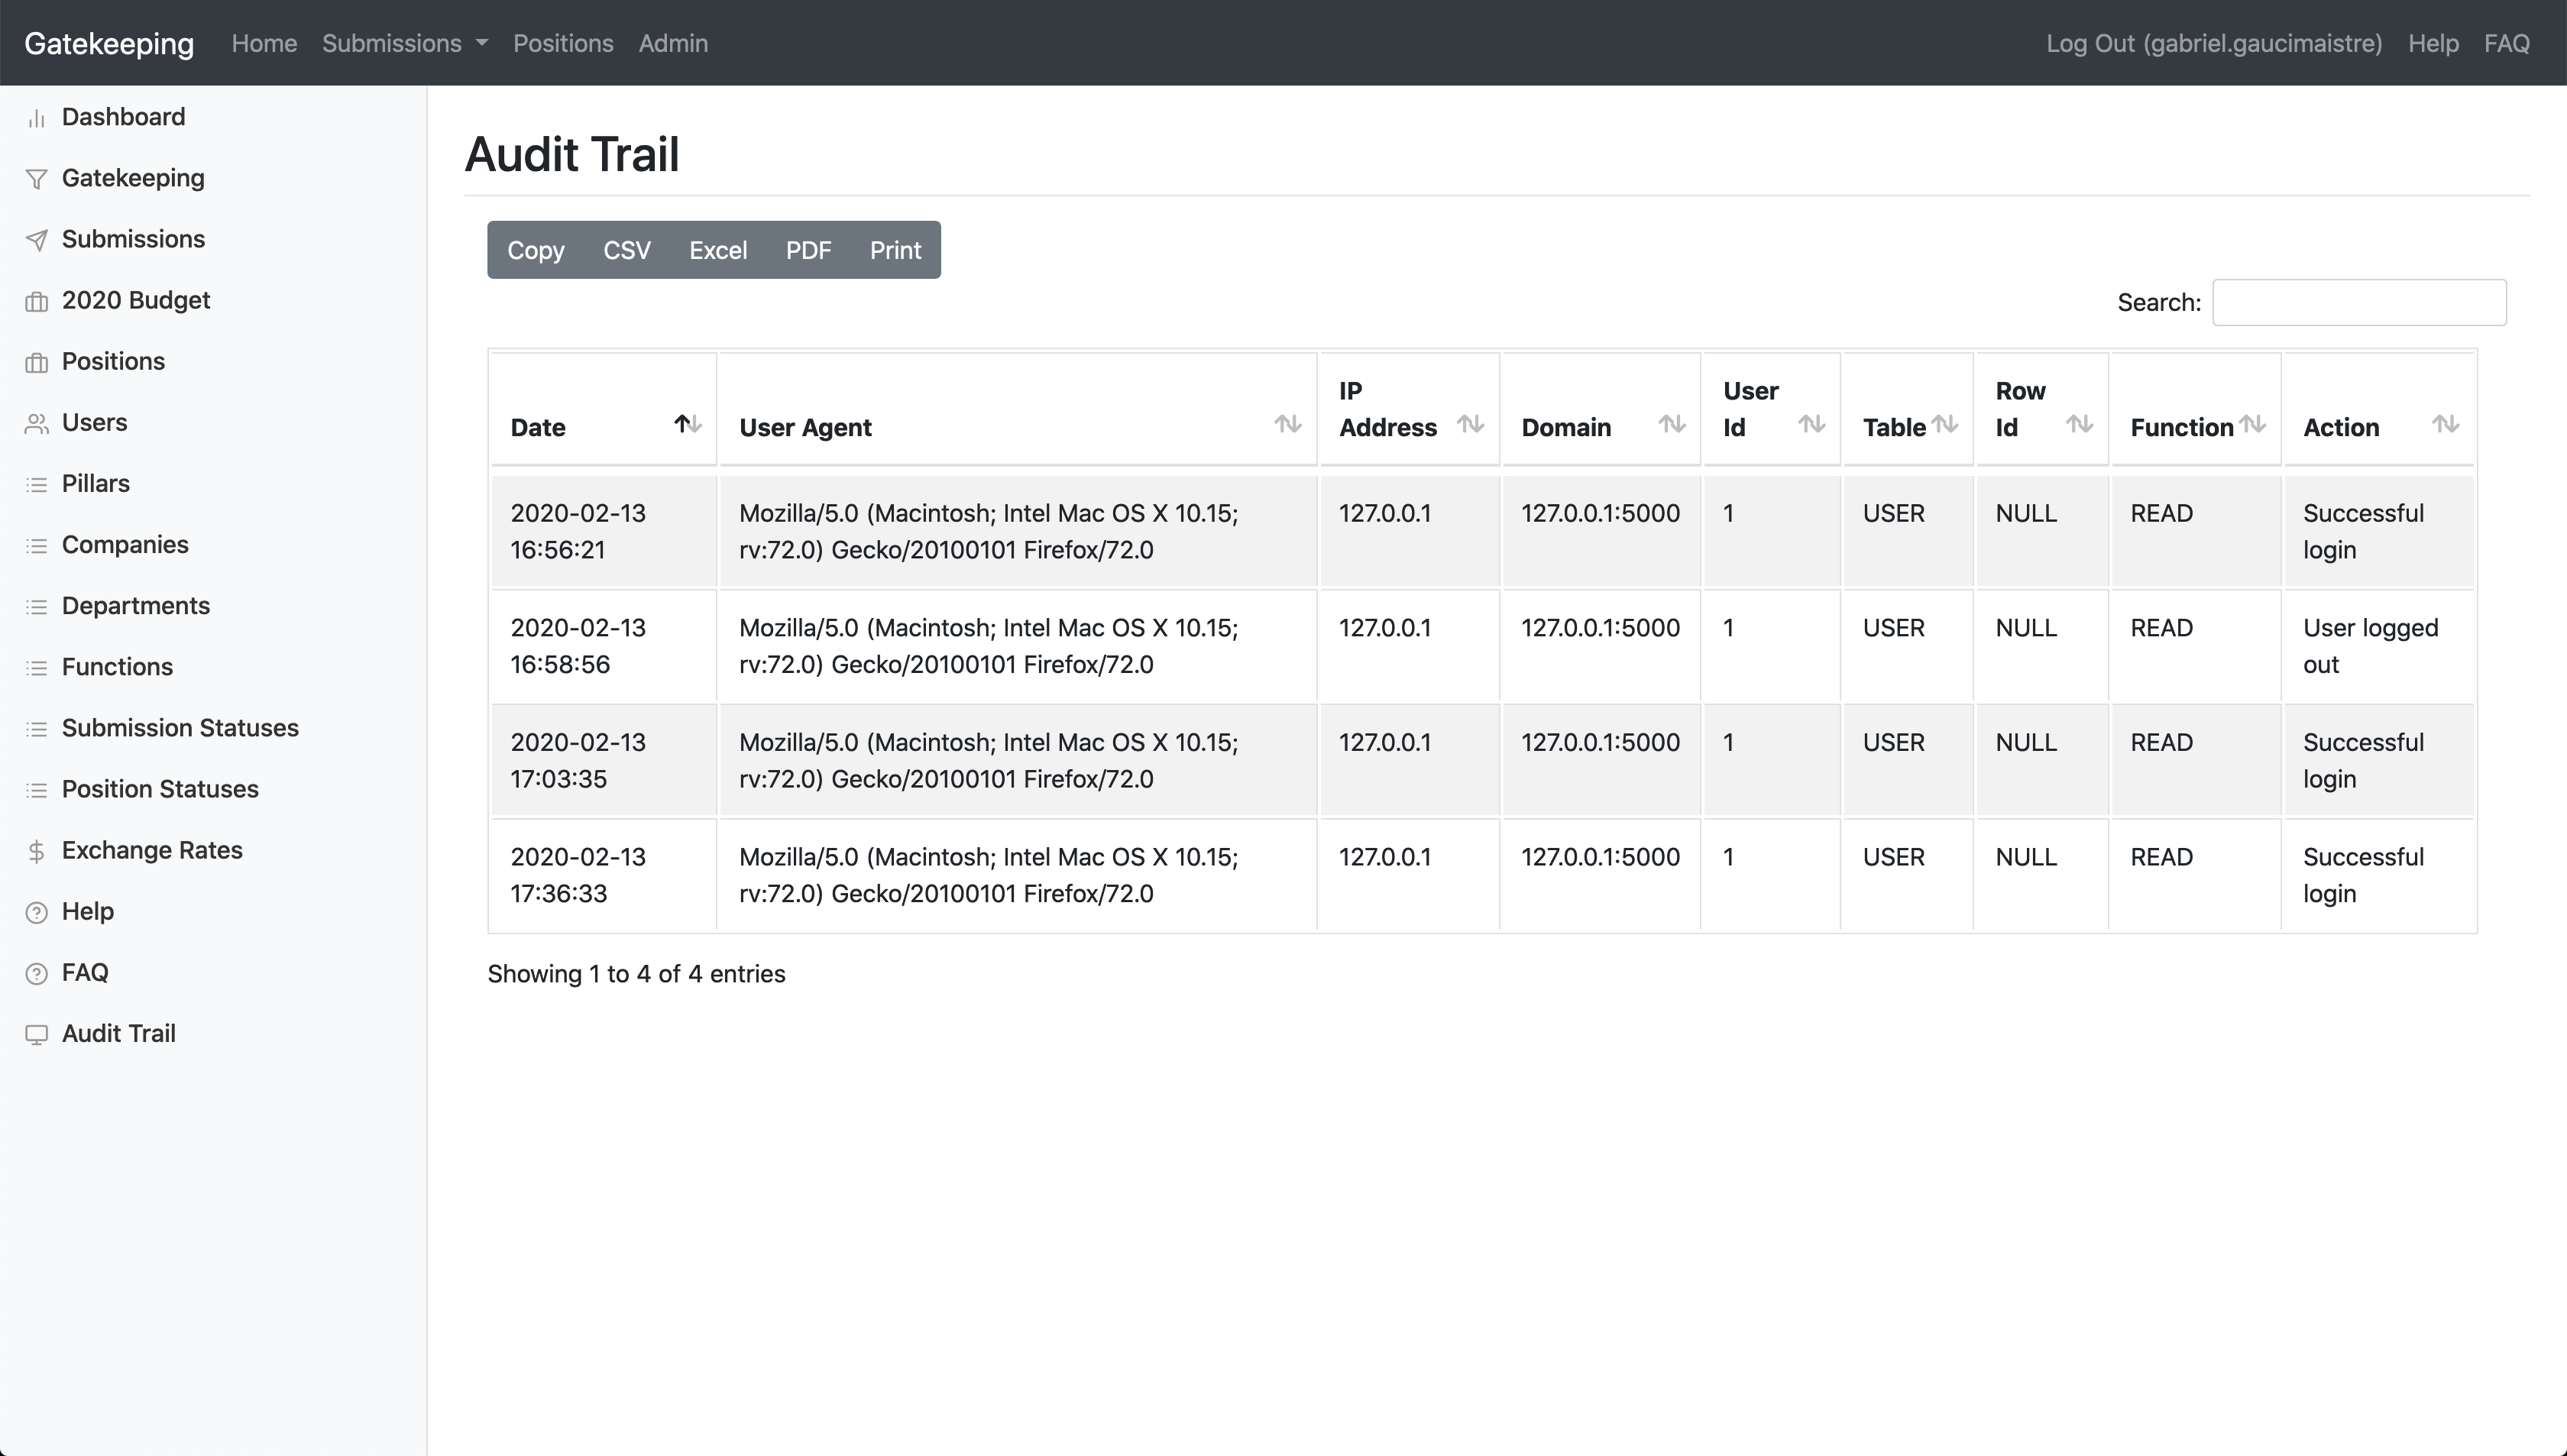 Gatekeeping Home Submissions Positions Admin Log Out (gabriel.gaucimaistre) Help FAQ
Dashboard
Gatekeeping
Submissions
2020 Budget
Positions
Users
Pillars
Companies
Departments
Functions
Submission Statuses
Position Statuses
Exchange Rates
Help
FAQ
Audit Trail
Audit Trail
Copy CSV Excel PDF Print
Search:
Date User Agent IP Address Domain User Id Table Row Id Function Action
2020-02-13 Mozilla/5.0 (Macintosh; Intel Mac OS X 10.15; 127.0.0.1 127.0.0.1:5000 1 USER NULL READ Successful
16:56:21 rv:72.0) Gecko/20100101 Firefox/72.0 login
2020-02-13 Mozilla/5.0 (Macintosh; Intel Mac OS X 10.15; 127.0.0.1 127.0.0.1:5000 1 USER NULL READ User logged
16:58:56 rv:72.0) Gecko/20100101 Firefox/72.0 out
2020-02-13 Mozilla/5.0 (Macintosh; Intel Mac OS X 10.15; 127.0.0.1 127.0.0.1:5000 1 USER NULL READ Successful
17:03:35 rv:72.0) Gecko/20100101 Firefox/72.0 login
2020-02-13 Mozilla/5.0 (Macintosh; Intel Mac OS X 10.15; 127.0.0.1 127.0.0.1:5000 1 USER NULL READ Successful
17:36:33 rv:72.0) Gecko/20100101 Firefox/72.0 login
Showing 1 to 4 of 4 entries